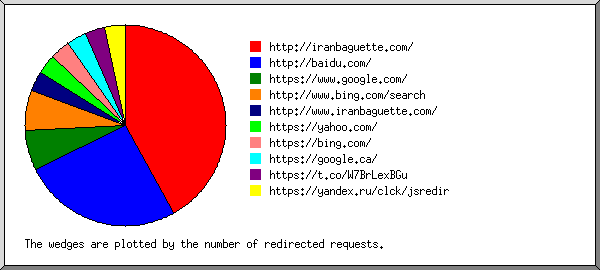 http://iranbaguette.com/
http://baidu.com/
https://www.google.com/
http://www.bing.com/search
http://www.iranbaguette.com/
https://yahoo.com/
https://bing.com/
https://google.ca/
https://t.co/W7BrLexBGu
https://yandex.ru/clck/jsredir
The wedges are plotted by the number of redirected requests.